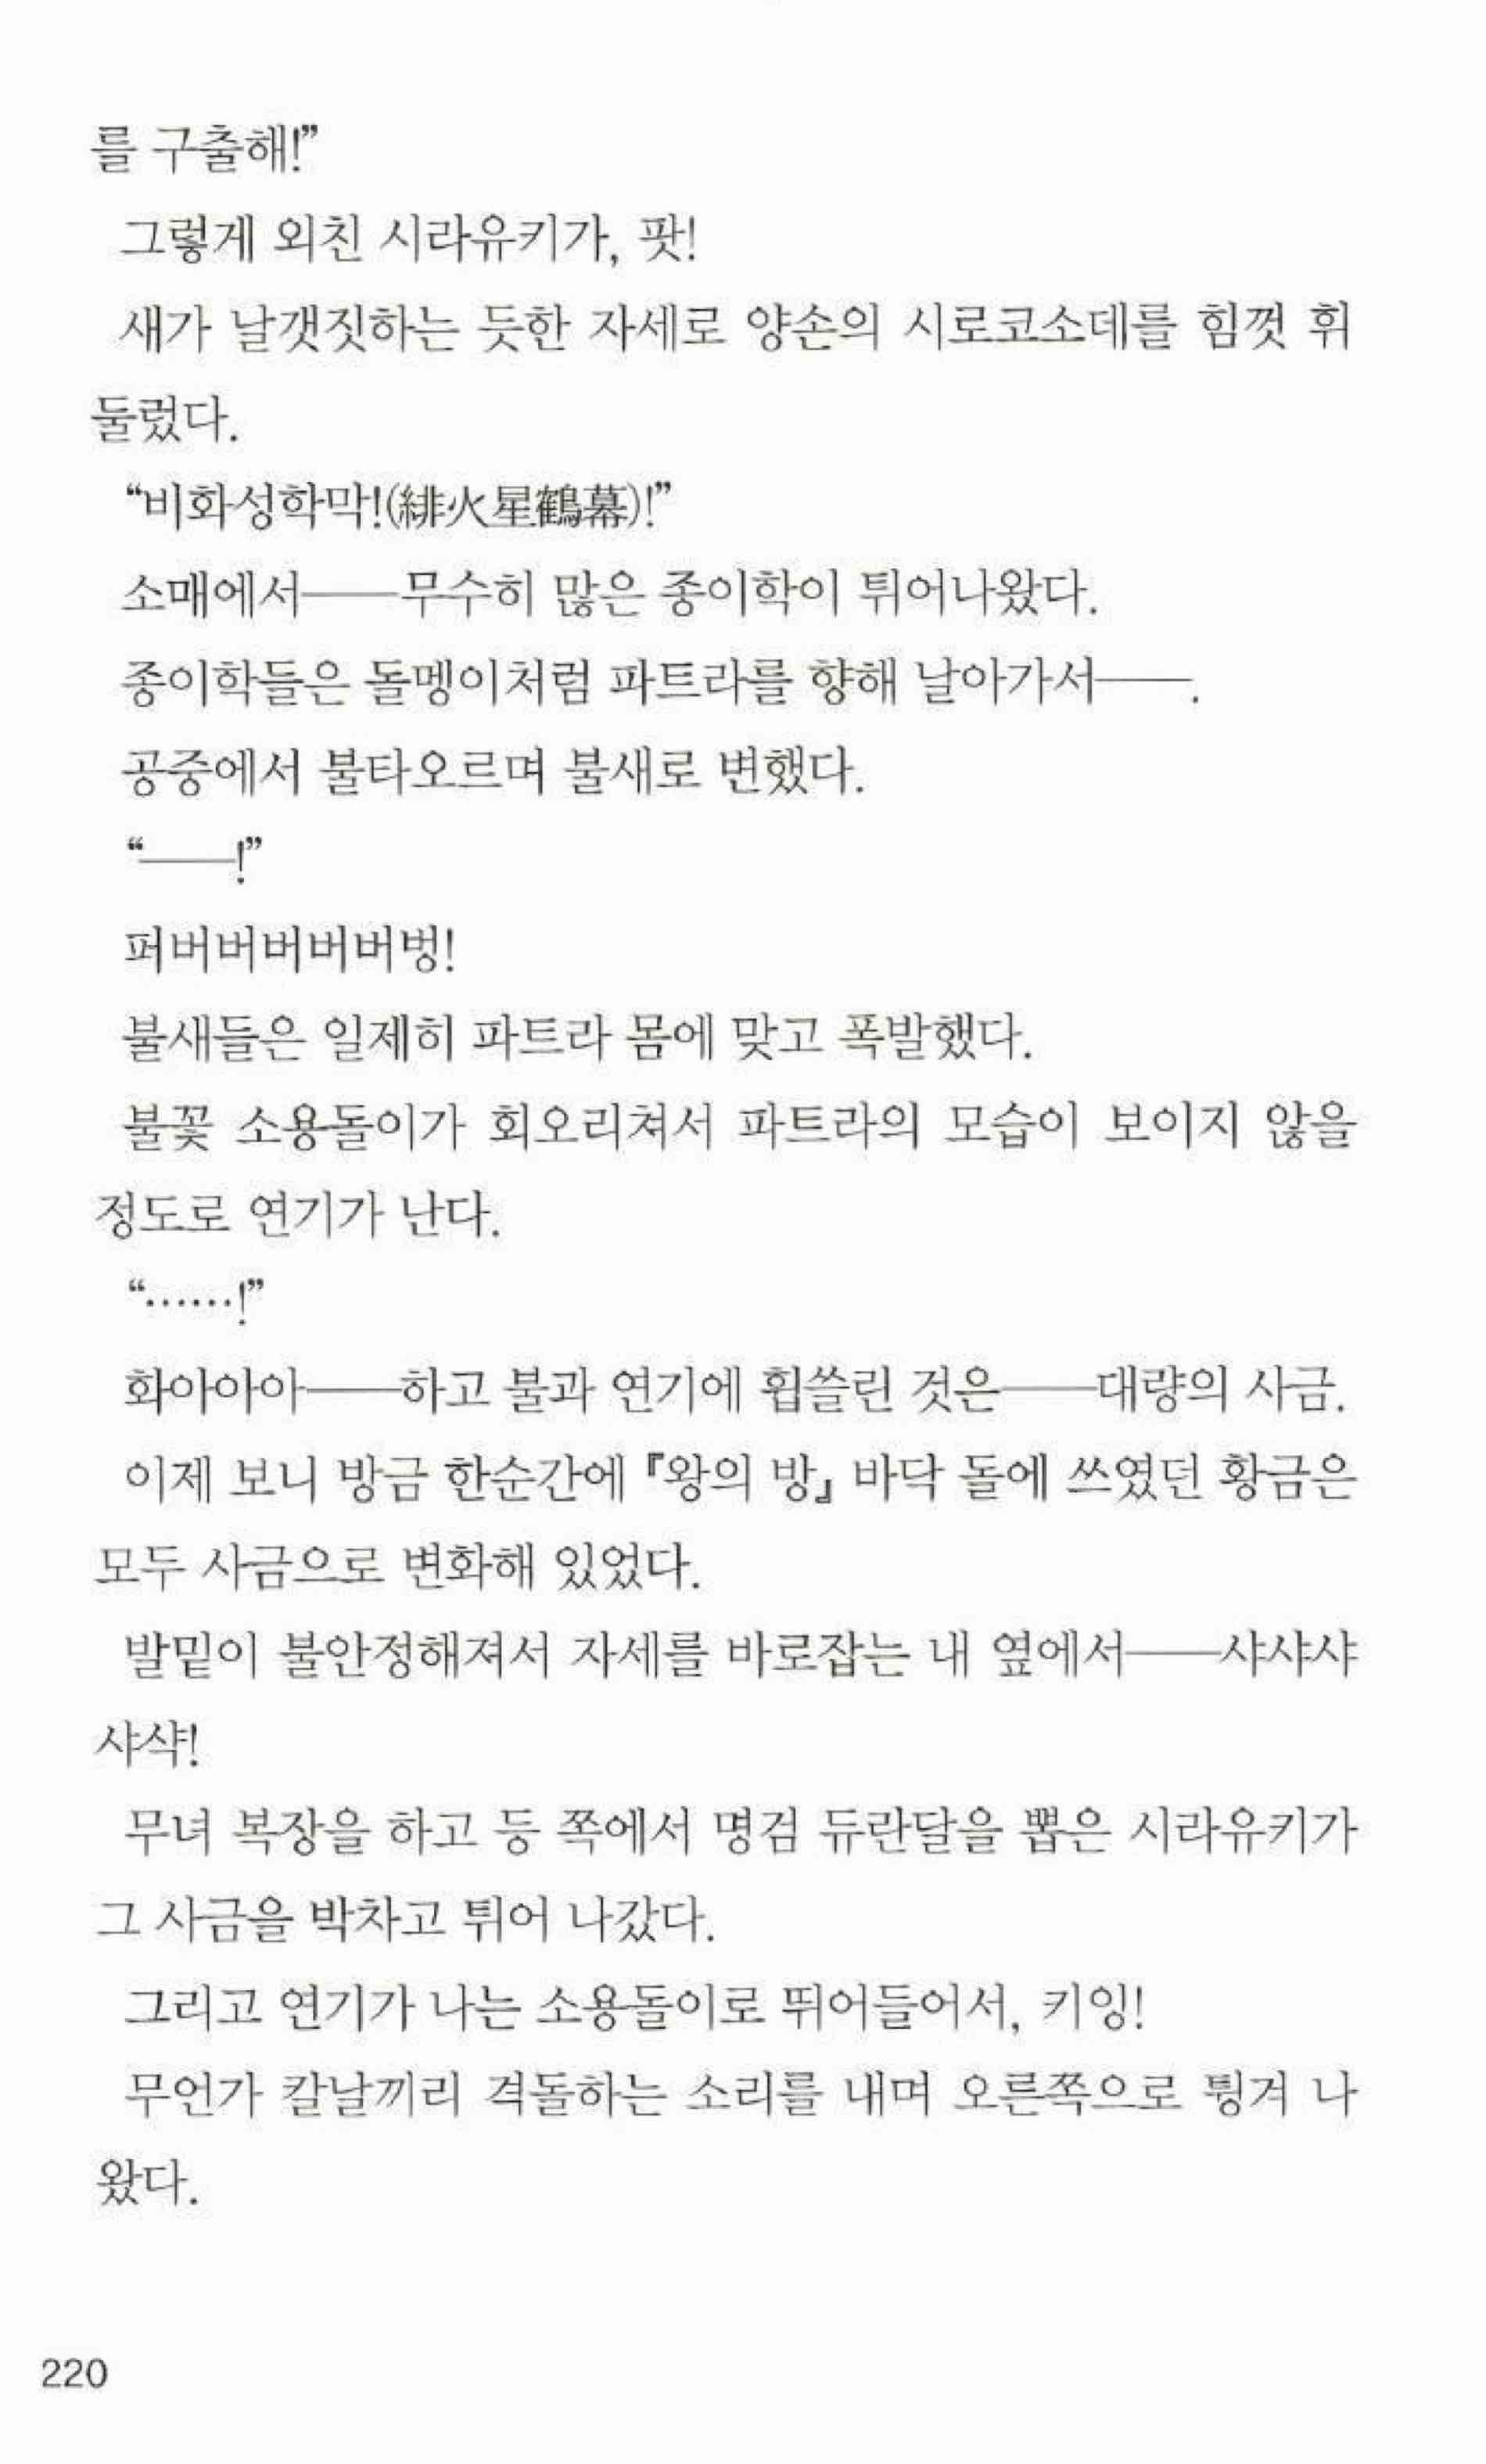 를 구출해!”
그렇게 외친 시라유키가, 팟!
새가 날갯짓하는 듯한 자세로 양손의 시로코소데를 힘껏 휘
둘렀다.
“비화성학막!(緋火星鶴幕)!”
소매에서──무수히 많은 종이학이 튀어나왔다.
종이학들은 돌멩이처럼 파트라를 향해 날아가서──.
공중에서 불타오르며 불새로 변했다.
“──!”
퍼버버버버버벙!
불새들은 일제히 파트라 몸에 맞고 폭발했다.
불꽃 소용돌이가 회오리쳐서 파트라의 모습이 보이지 않을
정도로 연기가 난다.
“……!”
화아아아──하고 불과 연기에 휩쓸린 것은──대량의 사금.
이제 보니 방금 한순간에 『왕의 방』 바닥 돌에 쓰였던 황금은
모두 사금으로 변화해 있었다.
발밑이 불안정해져서 자세를 바로잡는 내 옆에서──샤샤샤
샤샥!
무녀 복장을 하고 등 쪽에서 명검 듀란달을 뽑은 시라유키가
그 사금을 박차고 튀어 나갔다.
그리고 연기가 나는 소용돌이로 뛰어들어서, 키잉!
무언가 칼날끼리 격돌하는 소리를 내며 오른쪽으로 튕겨 나
왔다.
220